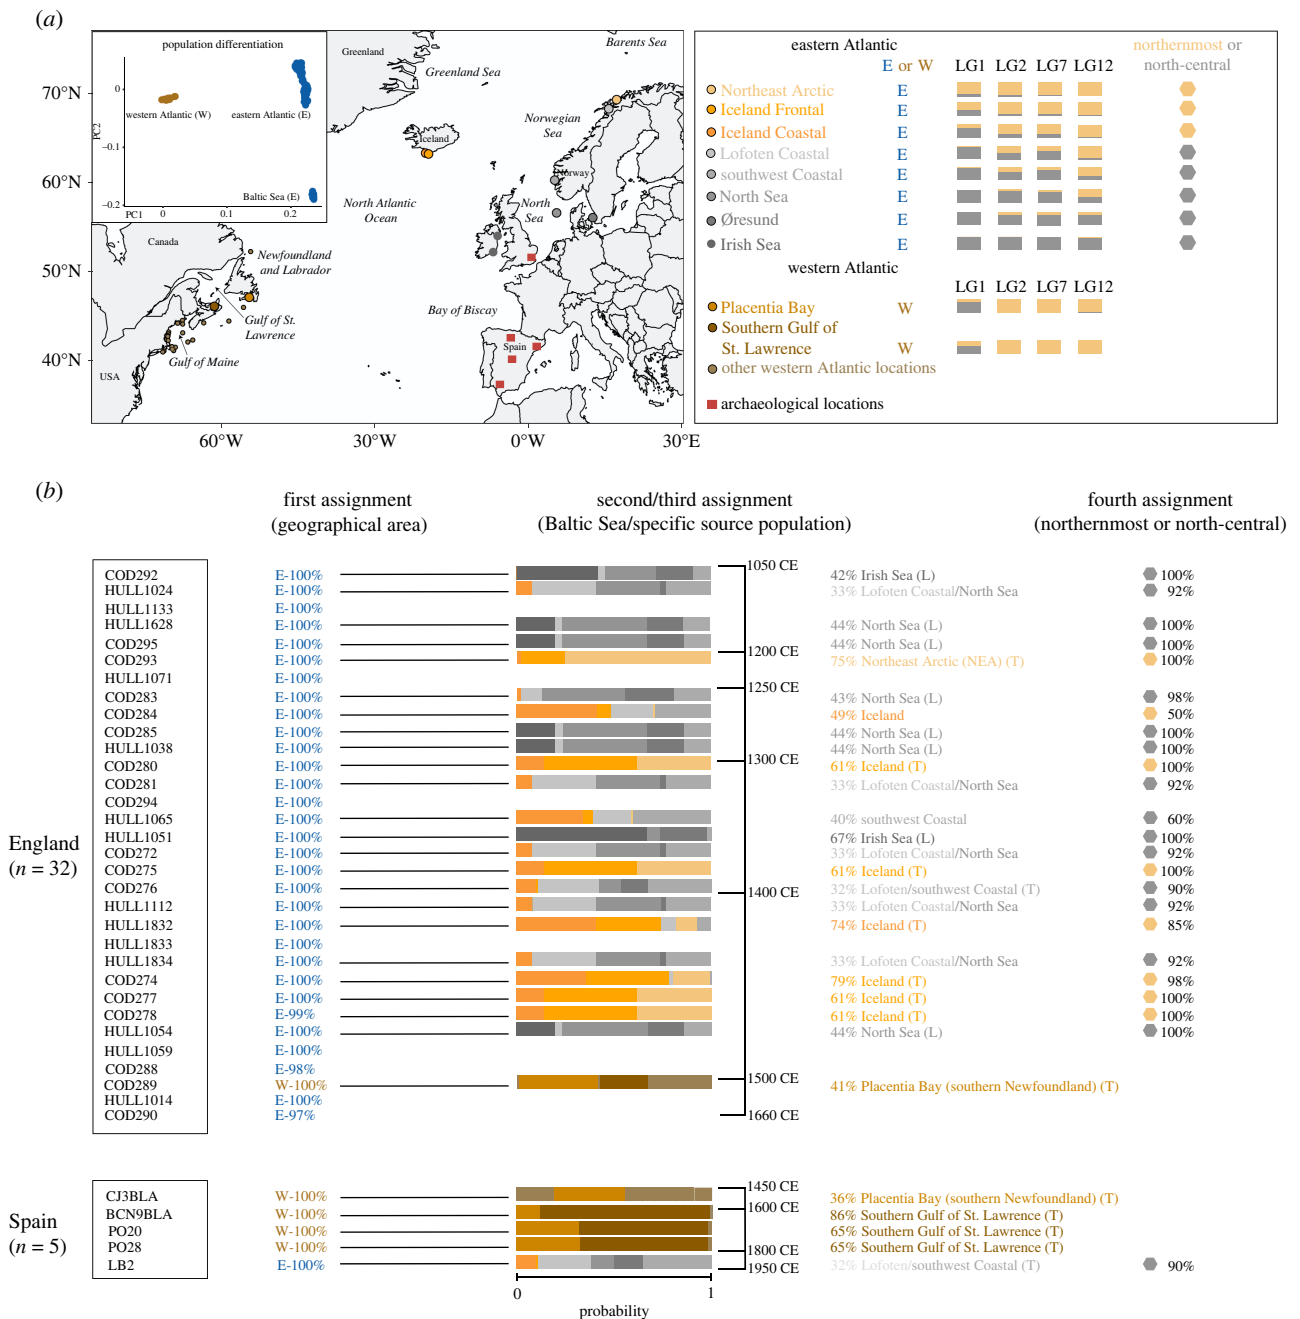 (a)
population differentiation
0
western Atlantic (W)
eastern Atlantic (E)
−0.1
PC2
Baltic Sea (E)
−0.2
PC1
0
0.1
0.2
Greenland
Barents Sea
Greenland Sea
Norwegian Sea
Iceland
Norway
North Sea
North Atlantic Ocean
Canada
Newfoundland and Labrador
Gulf of St. Lawrence
Gulf of Maine
USA
Bay of Biscay
Spain
70°N
60°N
50°N
40°N
60°W
30°W
0°W
30°E
eastern Atlantic
northernmost or
north-central
E or W LG1 LG2 LG7 LG12
Northeast Arctic E
Iceland Frontal E
Iceland Coastal E
Lofoten Coastal E
southwest Coastal E
North Sea E
Øresund E
Irish Sea E
western Atlantic
LG1 LG2 LG7 LG12
Placentia Bay W
Southern Gulf of
St. Lawrence W
other western Atlantic locations
archaeological locations
(b)
first assignment
(geographical area)
second/third assignment
(Baltic Sea/specific source population)
fourth assignment
(northernmost or north-central)
England
(n = 32)
1050 CE
COD292 E-100% 42% Irish Sea (L) 100%
HULL1024 E-100% 33% Lofoten Coastal/North Sea 92%
HULL1133 E-100%
HULL1628 E-100% 44% North Sea (L) 100%
COD295 E-100% 44% North Sea (L) 100%
1200 CE
COD293 E-100% 75% Northeast Arctic (NEA) (T) 100%
HULL1071 E-100%
1250 CE
COD283 E-100% 43% North Sea (L) 98%
COD284 E-100% 49% Iceland 50%
COD285 E-100% 44% North Sea (L) 100%
HULL1038 E-100% 44% North Sea (L) 100%
1300 CE
COD280 E-100% 61% Iceland (T) 100%
COD281 E-100% 33% Lofoten Coastal/North Sea 92%
COD294 E-100%
HULL1065 E-100% 40% southwest Coastal 60%
HULL1051 E-100% 67% Irish Sea (L) 100%
COD272 E-100% 33% Lofoten Coastal/North Sea 92%
COD275 E-100% 61% Iceland (T) 100%
COD276 E-100% 32% Lofoten/southwest Coastal (T) 90%
1400 CE
HULL1112 E-100% 33% Lofoten Coastal/North Sea 92%
HULL1832 E-100% 74% Iceland (T) 85%
HULL1833 E-100%
HULL1834 E-100% 33% Lofoten Coastal/North Sea 92%
COD274 E-100% 79% Iceland (T) 98%
COD277 E-100% 61% Iceland (T) 100%
COD278 E-99% 61% Iceland (T) 100%
HULL1054 E-100% 44% North Sea (L) 100%
HULL1059 E-100%
COD288 E-98%
1500 CE
COD289 W-100% 41% Placentia Bay (southern Newfoundland) (T)
HULL1014 E-100%
COD290 E-97%
1660 CE
Spain
(n = 5)
1450 CE
CJ3BLA W-100% 36% Placentia Bay (southern Newfoundland) (T)
1600 CE
BCN9BLA W-100% 86% Southern Gulf of St. Lawrence (T)
PO20 W-100% 65% Southern Gulf of St. Lawrence (T)
PO28 W-100% 65% Southern Gulf of St. Lawrence (T)
1800 CE
LB2 E-100% 32% Lofoten/southwest Coastal (T) 90%
1950 CE
0 1
probability